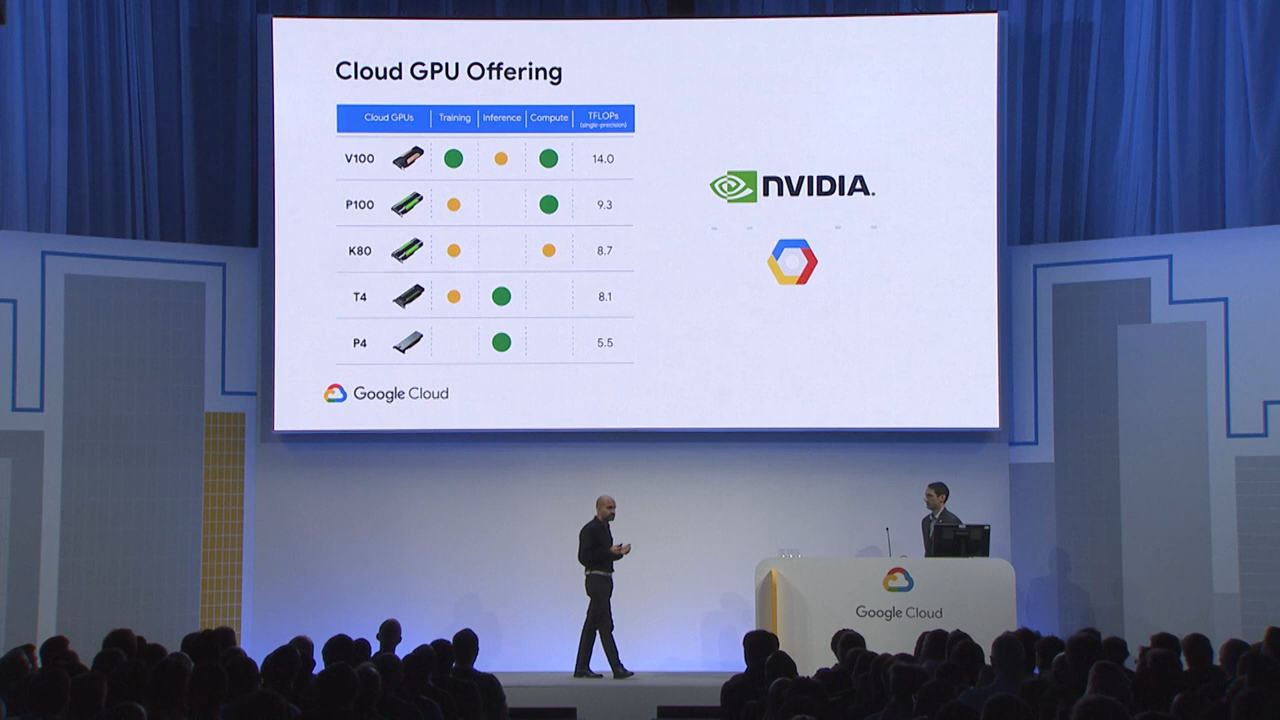 Cloud GPU Offering
Cloud GPUs Training Inference Compute TFLOPs
(single-precision)
V100 14.0
P100 9.3
K80 8.7
T4 8.1
P4 5.5
Google Cloud
NVIDIA.
Google Cloud